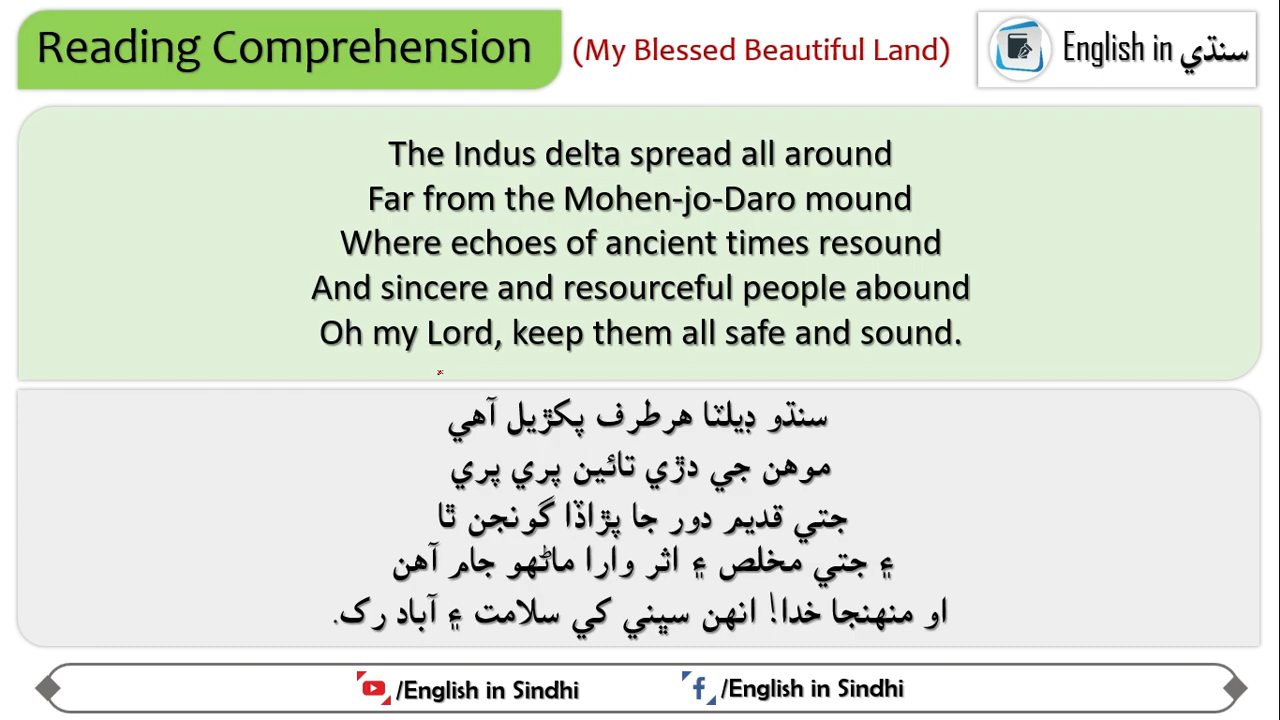 Reading Comprehension
(My Blessed Beautiful Land)
English in سنڌي
The Indus delta spread all around
Far from the Mohen-jo-Daro mound
Where echoes of ancient times resound
And sincere and resourceful people abound
Oh my Lord, keep them all safe and sound.
سنڌو ڊيلٽا هرطرف پکڙيل آهي
موهن جي دڙي تائين پري پري
جتي قديم دور جا پڙاڏا گونجن ٿا
۽ جتي مخلص ۽ اثر وارا ماڻهو جام آهن
او منهنجا خدا! انهن سڀني کي سلامت ۽ آباد رک.
/English in Sindhi
/English in Sindhi